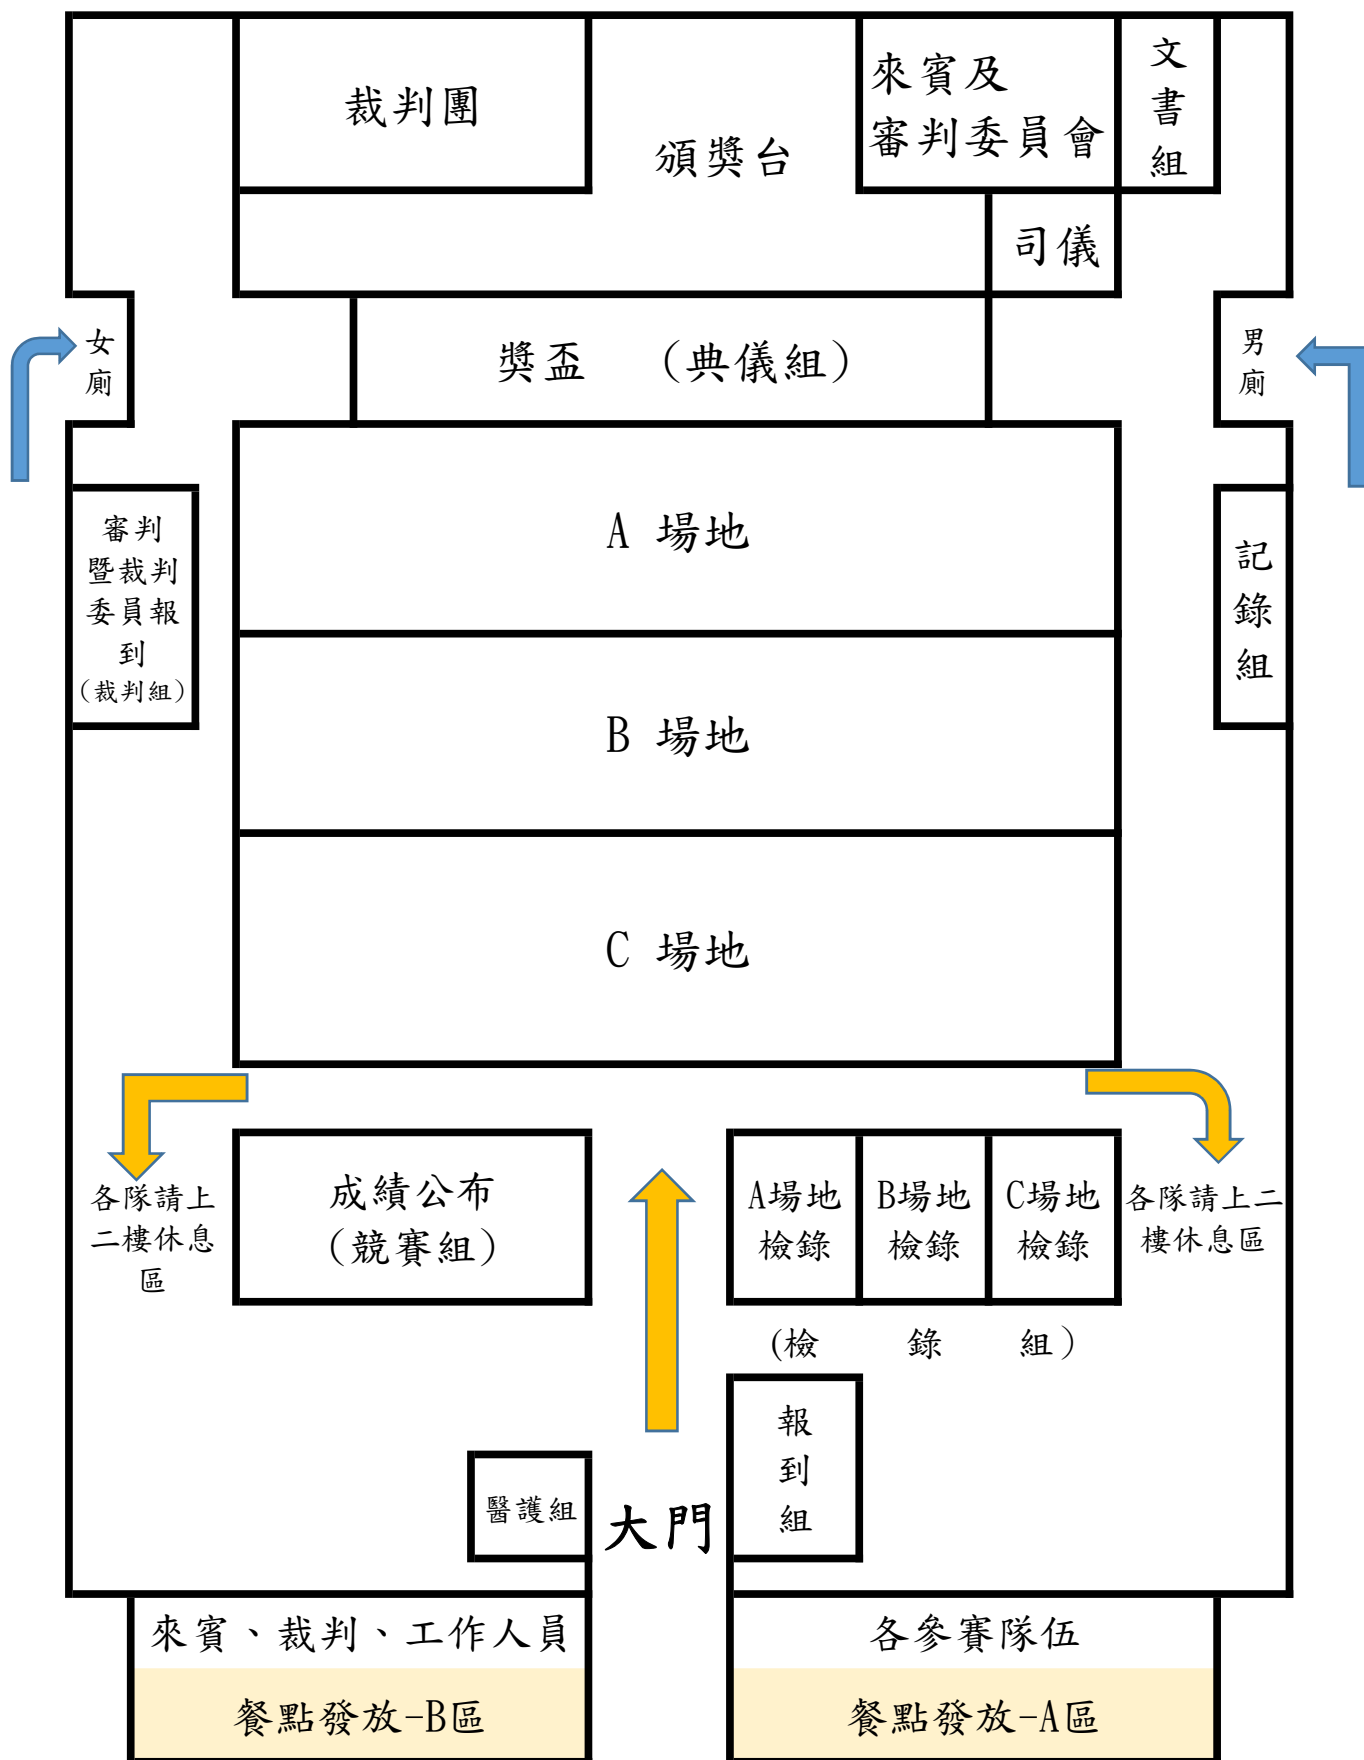 裁判團
頒獎台
來賓及
審判委員會
文
書
組
司儀
女
廁
獎盃　（典儀組）
男
廁
A 場地
審判
暨裁判
委員報
到
（裁判組）
記
錄
組
B 場地
C 場地
各隊請上
二樓休息
區
成績公布
（競賽組）
A場地
檢錄
B場地
檢錄
C場地
檢錄
各隊請上二
樓休息區
(檢　錄　組）
報
到
組
醫護組
大門
來賓、裁判、工作人員
餐點發放-B區
各參賽隊伍
餐點發放-A區